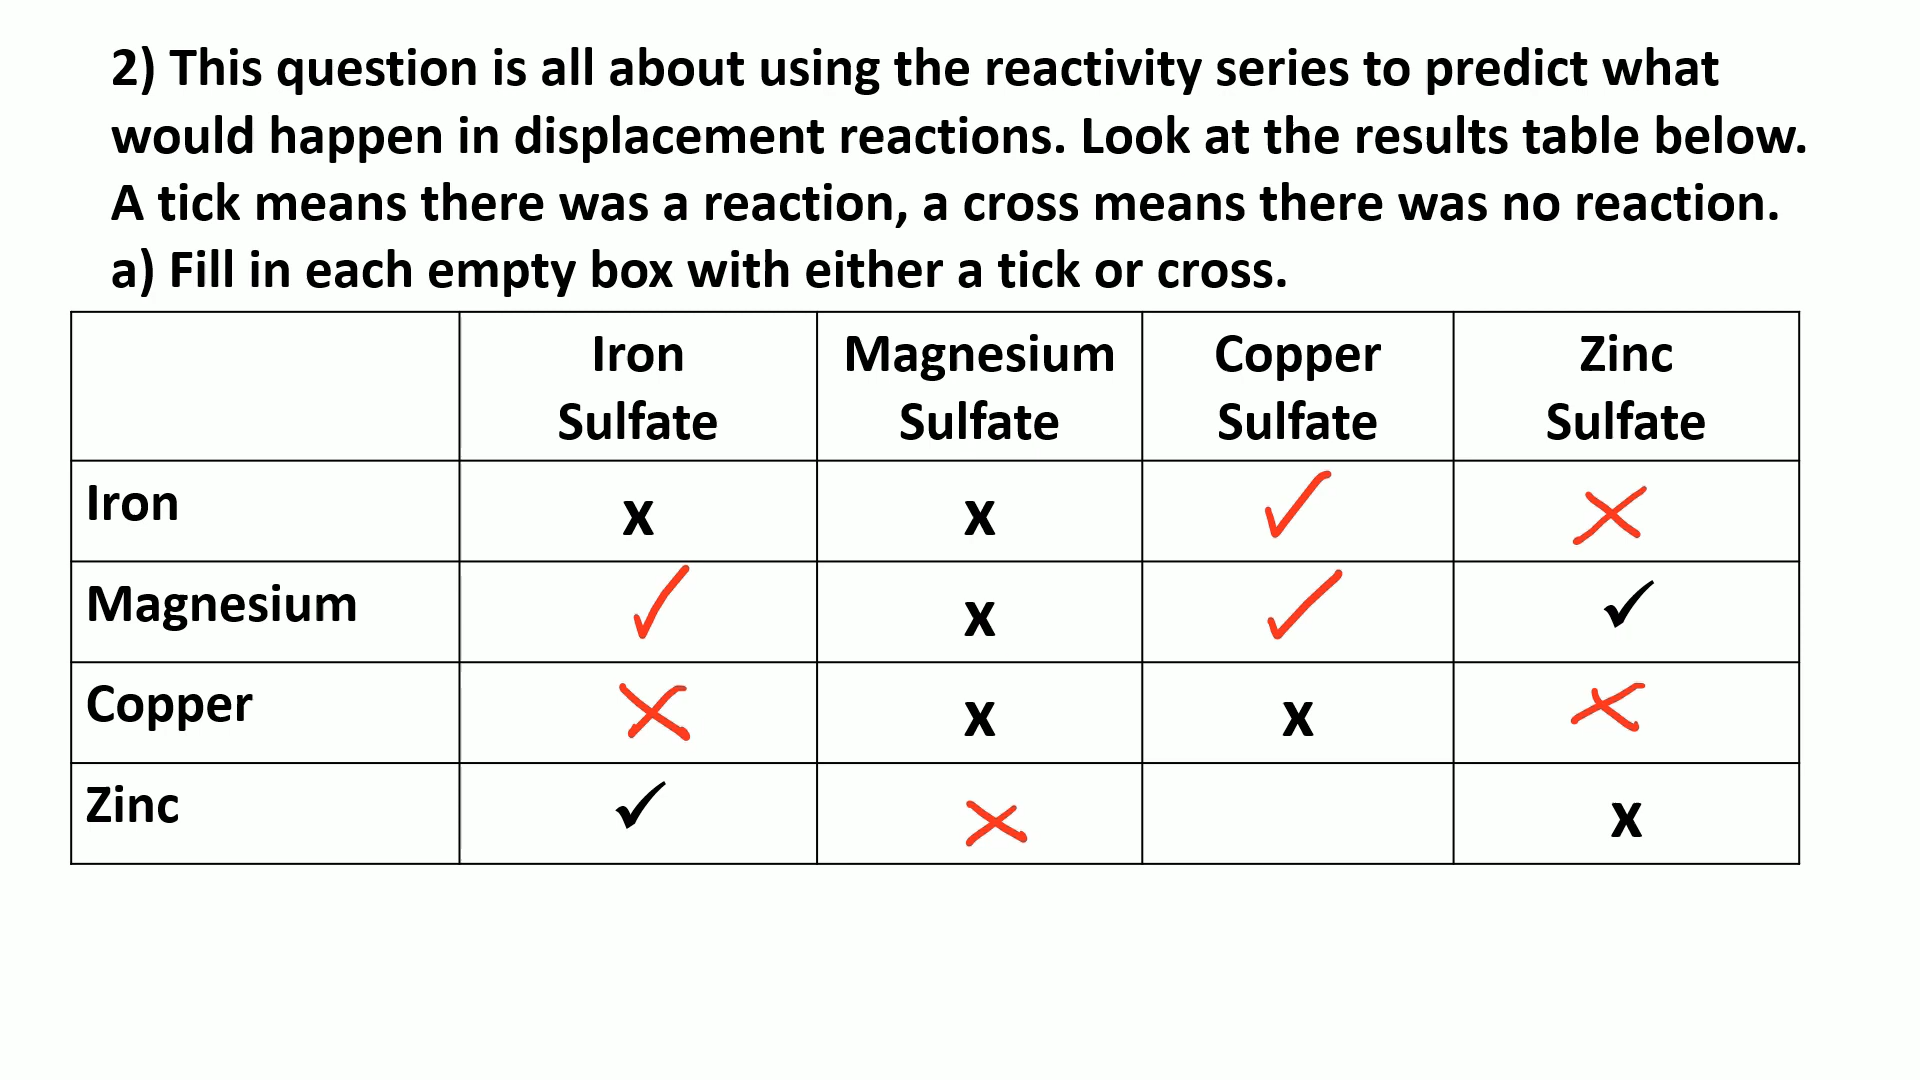 2) This question is all about using the reactivity series to predict what
would happen in displacement reactions. Look at the results table below.
A tick means there was a reaction, a cross means there was no reaction.
a) Fill in each empty box with either a tick or cross.
Iron Sulfate Magnesium Sulfate Copper Sulfate Zinc Sulfate
Iron x x ✓ ✗
Magnesium ✓ x ✓ ✓
Copper ✗ x x ✗
Zinc ✓ ✗ x